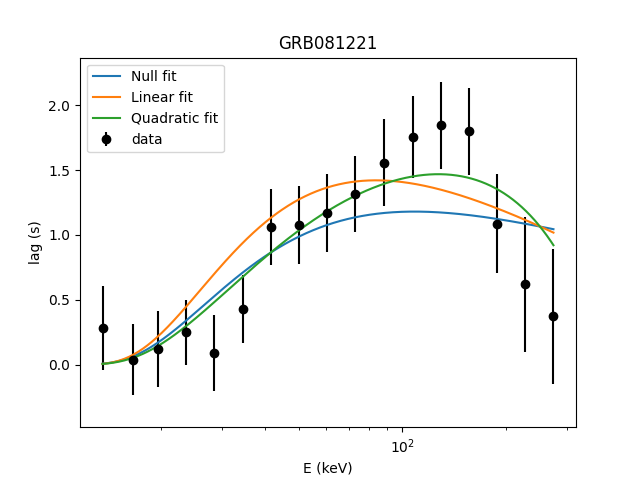 GRB081221
Null fit
Linear fit
Quadratic fit
data
2.0
1.5
1.0
0.5
0.0
lag (s)
10²
E (keV)